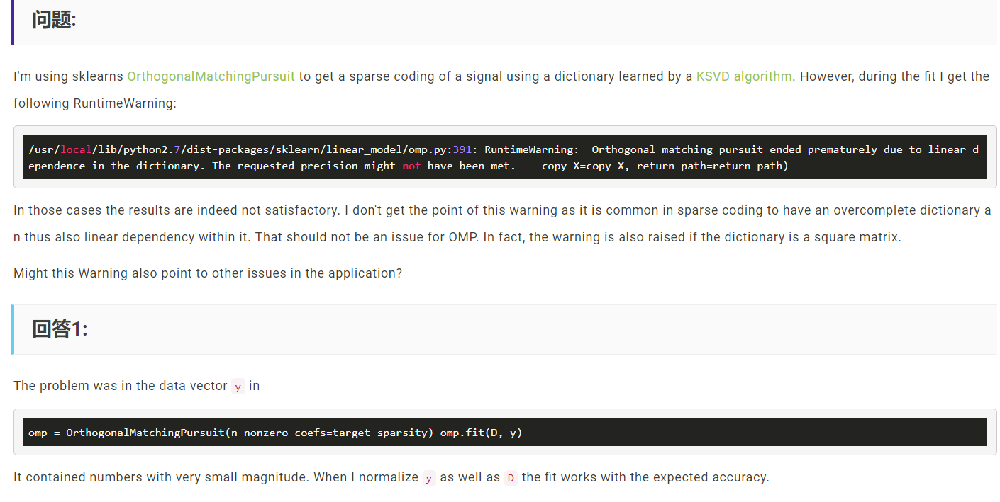 问题:
I'm using sklearns OrthogonalMatchingPursuit to get a sparse coding of a signal using a dictionary learned by a KSVD algorithm. However, during the fit I get the
following RuntimeWarning:
/usr/local/lib/python2.7/dist-packages/sklearn/linear_model/omp.py:391: RuntimeWarning:  Orthogonal matching pursuit ended prematurely due to linear d
ependence in the dictionary. The requested precision might not have been met.    copy_X=copy_X, return_path=return_path)
In those cases the results are indeed not satisfactory. I don't get the point of this warning as it is common in sparse coding to have an overcomplete dictionary a
n thus also linear dependency within it. That should not be an issue for OMP. In fact, the warning is also raised if the dictionary is a square matrix.
Might this Warning also point to other issues in the application?
回答1:
The problem was in the data vector y in
omp = OrthogonalMatchingPursuit(n_nonzero_coefs=target_sparsity) omp.fit(D, y)
It contained numbers with very small magnitude. When I normalize y as well as D the fit works with the expected accuracy.